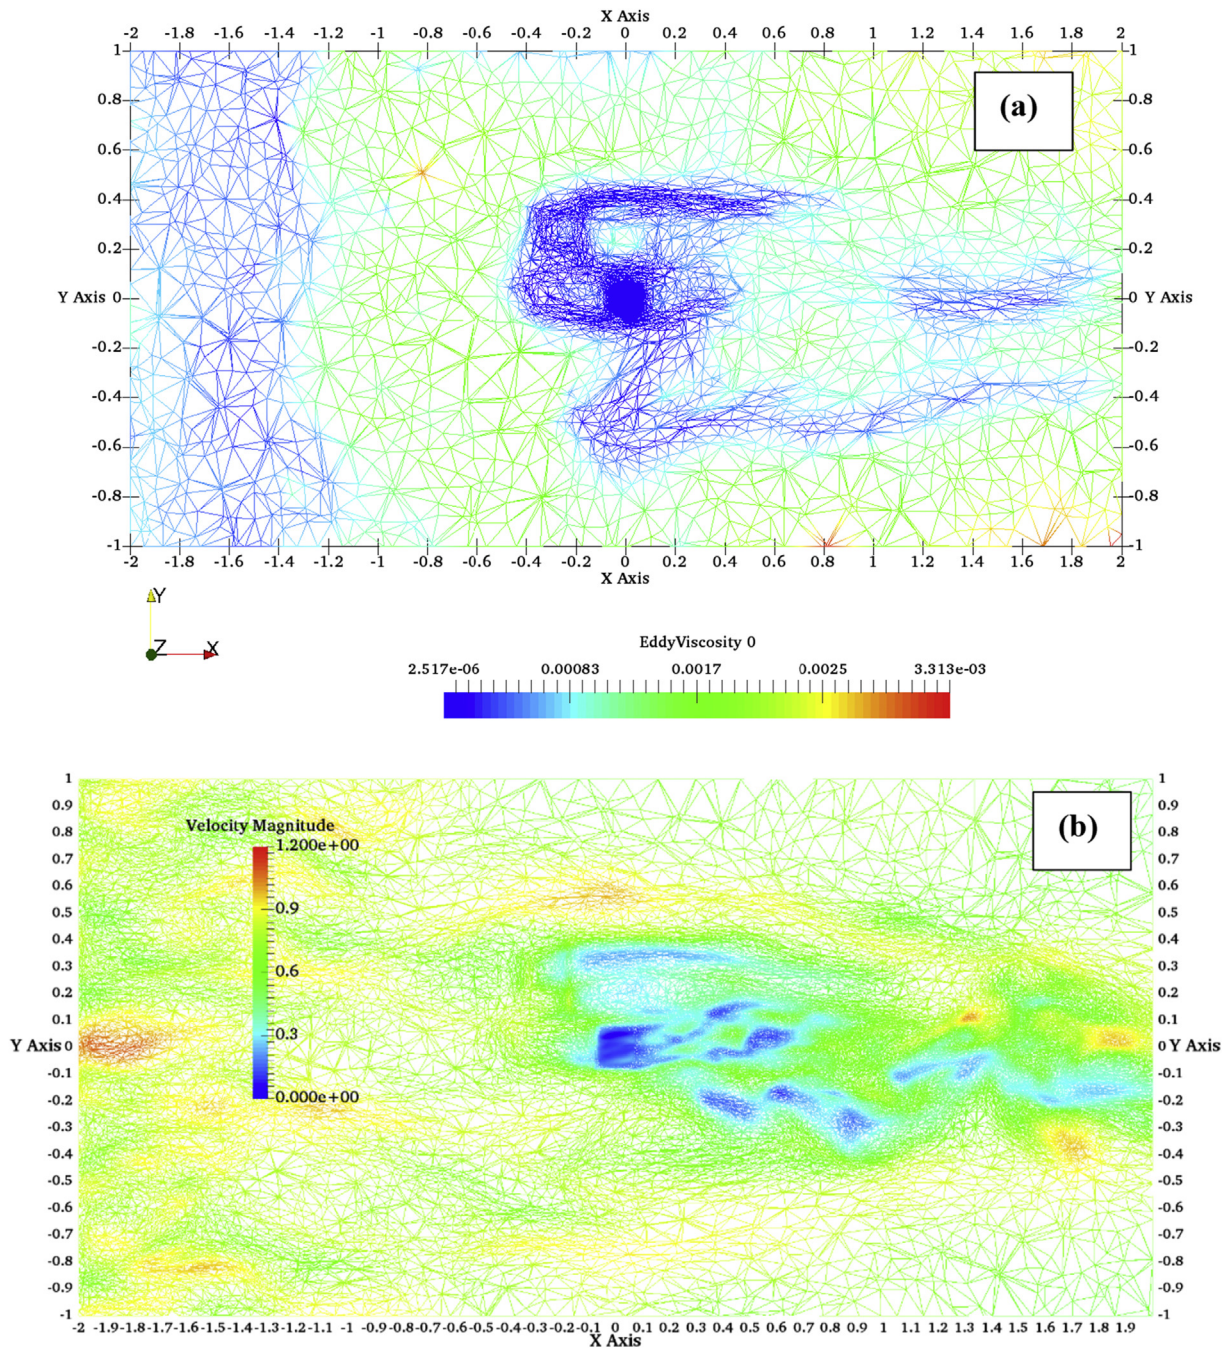 X Axis
-2 -1.8 -1.6 -1.4 -1.2 -1 -0.8 -0.6 -0.4 -0.2 0 0.2 0.4 0.6 0.8 1 1.2 1.4 1.6 1.8 2
1 1
(a)
0.8 0.8
0.6 0.6
0.4 0.4
0.2 0.2
Y Axis 0 0 Y Axis
-0.2 -0.2
-0.4 -0.4
-0.6 -0.6
-0.8 -0.8
-1 -1
-2 -1.8 -1.6 -1.4 -1.2 -1 -0.8 -0.6 -0.4 -0.2 0 0.2 0.4 0.6 0.8 1 1.2 1.4 1.6 1.8 2
X Axis
Y
Z X
EddyViscosity 0
2.517e-06 0.00083 0.0017 0.0025 3.313e-03
1 1
0.9 0.9
(b)
Velocity Magnitude
1.200e+00
0.9
0.6
0.3
0.000e+00
0.8 0.8
0.7 0.7
0.6 0.6
0.5 0.5
0.4 0.4
0.3 0.3
0.2 0.2
0.1 0.1
Y Axis 0 0 Y Axis
-0.1 -0.1
-0.2 -0.2
-0.3 -0.3
-0.4 -0.4
-0.5 -0.5
-0.6 -0.6
-0.7 -0.7
-0.8 -0.8
-0.9 -0.9
-1 -1
-2 -1.9 -1.8 -1.7 -1.6 -1.5 -1.4 -1.3 -1.2 -1.1 -1 -0.9 -0.8 -0.7 -0.6 -0.5 -0.4 -0.3 -0.2 -0.1 0 0.1 0.2 0.3 0.4 0.5 0.6 0.7 0.8 0.9 1 1.1 1.2 1.3 1.4 1.5 1.6 1.7 1.8 1.9
X Axis